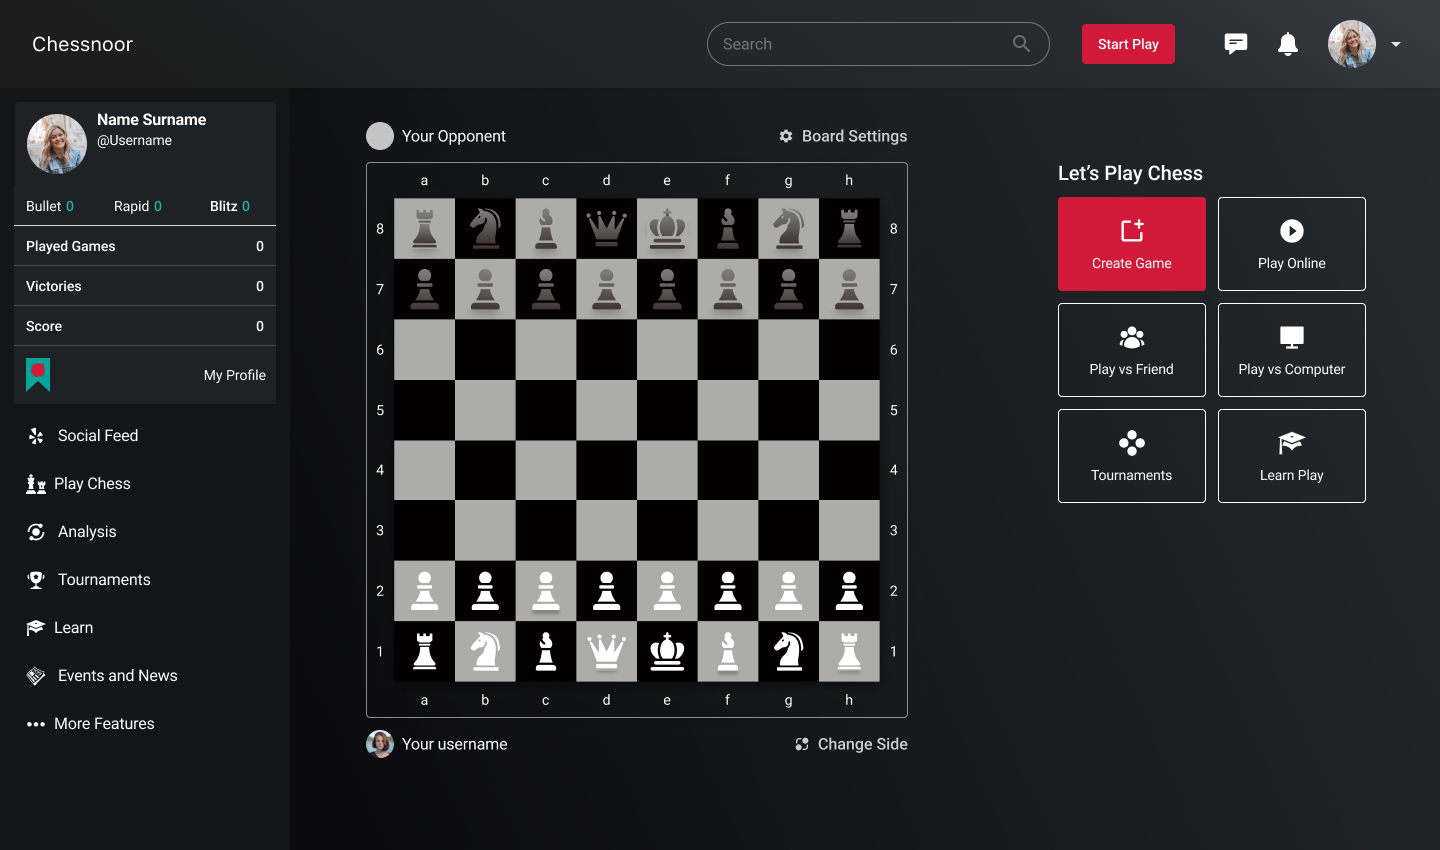 Chessnoor
Search
Start Play
Name Surname
@Username
Bullet 0 Rapid 0 Blitz 0
Played Games 0
Victories 0
Score 0
My Profile
Social Feed
Play Chess
Analysis
Tournaments
Learn
Events and News
More Features
Your Opponent
Board Settings
a b c d e f g h
8 8
7 7
6 6
5 5
4 4
3 3
2 2
1 1
a b c d e f g h
Your username
Change Side
Let’s Play Chess
Create Game
Play Online
Play vs Friend
Play vs Computer
Tournaments
Learn Play